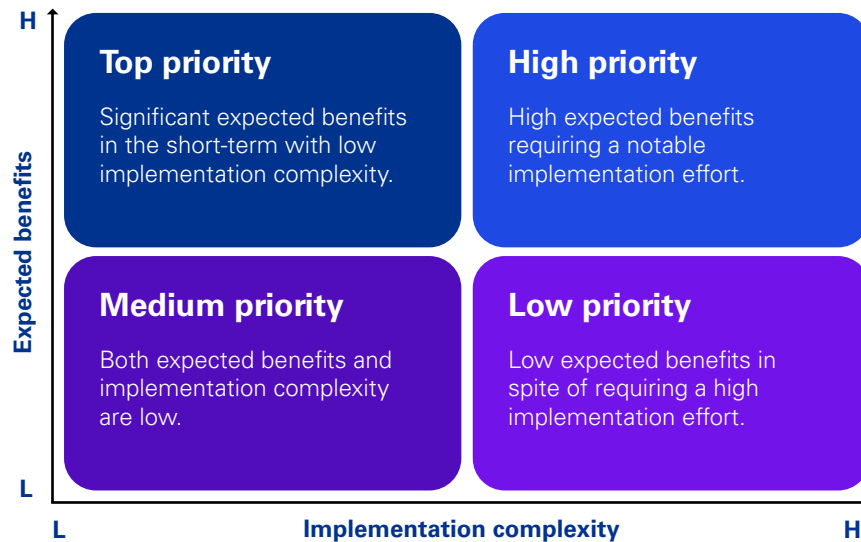 H
Expected benefits
L
Top priority
Significant expected benefits
in the short-term with low
implementation complexity.
High priority
High expected benefits
requiring a notable
implementation effort.
Medium priority
Both expected benefits and
implementation complexity
are low.
Low priority
Low expected benefits in
spite of requiring a high
implementation effort.
L
Implementation complexity
H